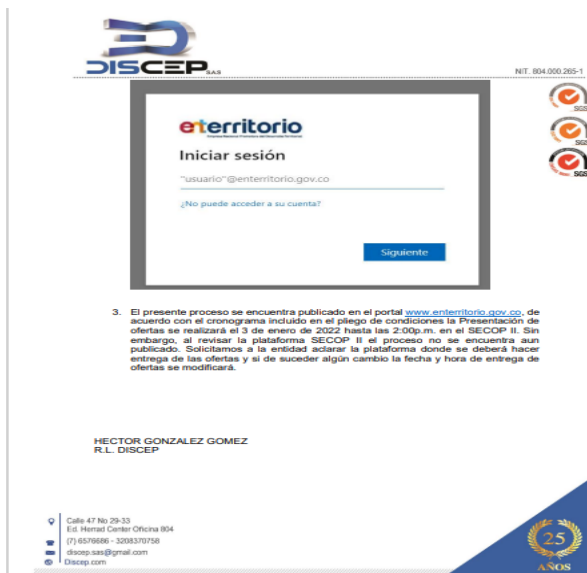 DISCEP S.A.S
NIT. 804.000.265-1
SGS
SGS
SGS
enterritorio
Iniciar sesión
"usuario"@enterritorio.gov.co
¿No puede acceder a su cuenta?
Siguiente
3. El presente proceso se encuentra publicado en el portal www.enterritorio.gov.co, de
acuerdo con el cronograma incluido en el pliego de condiciones la Presentación de
ofertas se realizará el 3 de enero de 2022 hasta las 2:00p.m. en el SECOP II. Sin
embargo, al revisar la plataforma SECOP II el proceso no se encuentra aun
publicado. Solicitamos a la entidad aclarar la plataforma donde se deberá hacer
entrega de las ofertas y si de suceder algún cambio la fecha y hora de entrega de
ofertas se modificará.
HECTOR GONZALEZ GOMEZ
R.L. DISCEP
Calle 47 No 29-33
Ed. Herrad Center Oficina 804
(7) 6576686 - 3208370758
discep.sas@gmail.com
Discep.com
25
AÑOS